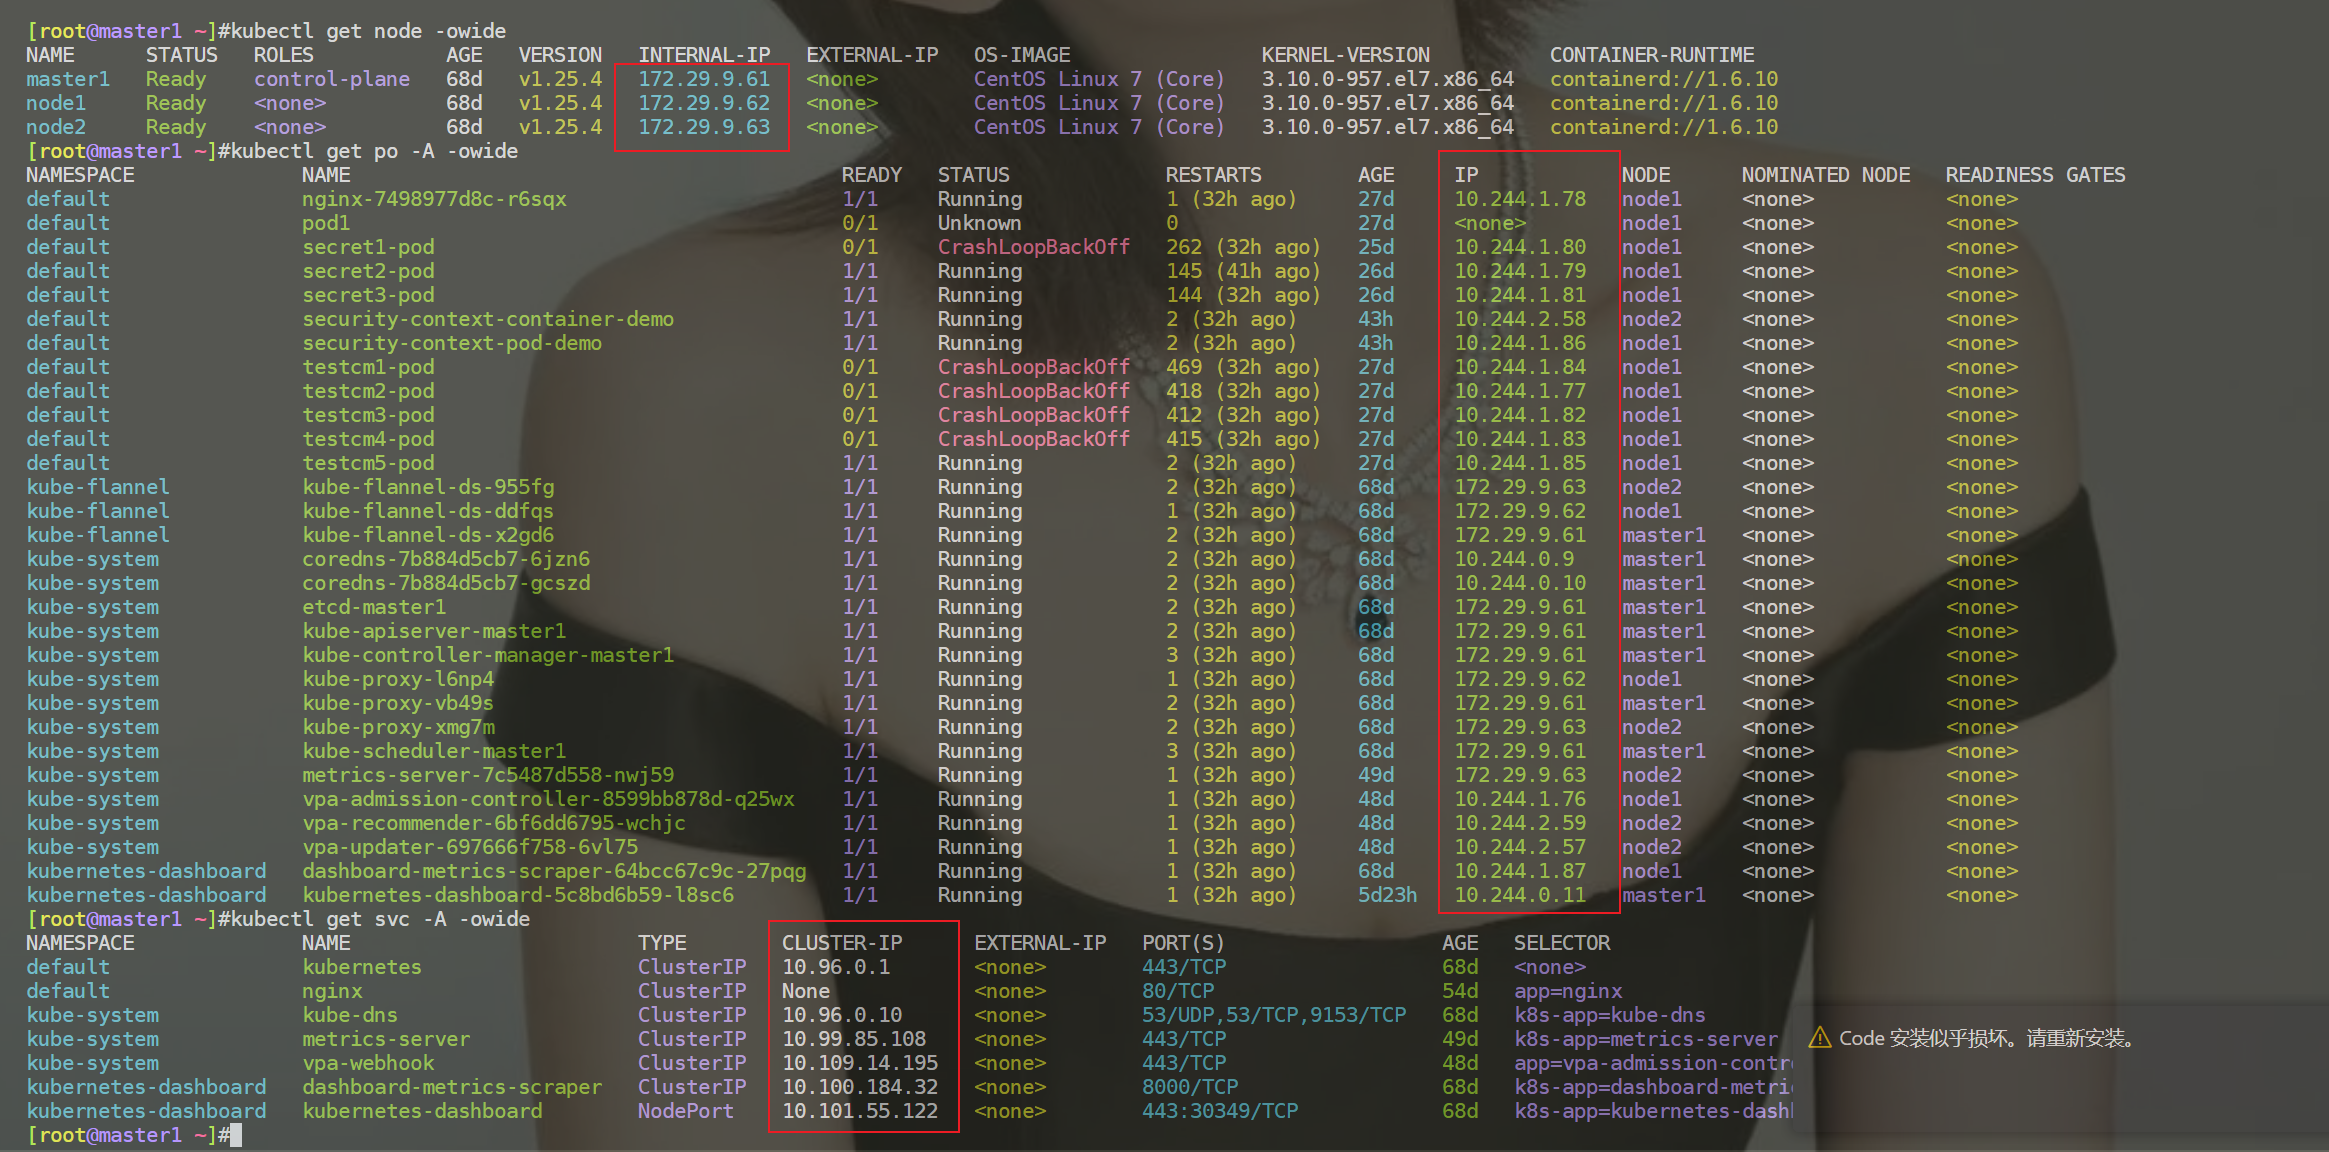 [root@master1 ~]#kubectl get node -owide
NAME STATUS ROLES AGE VERSION INTERNAL-IP EXTERNAL-IP OS-IMAGE KERNEL-VERSION CONTAINER-RUNTIME
master1 Ready control-plane 68d v1.25.4 172.29.9.61 <none> CentOS Linux 7 (Core) 3.10.0-957.el7.x86_64 containerd://1.6.10
node1 Ready <none> 68d v1.25.4 172.29.9.62 <none> CentOS Linux 7 (Core) 3.10.0-957.el7.x86_64 containerd://1.6.10
node2 Ready <none> 68d v1.25.4 172.29.9.63 <none> CentOS Linux 7 (Core) 3.10.0-957.el7.x86_64 containerd://1.6.10
[root@master1 ~]#kubectl get po -A -owide
NAMESPACE NAME READY STATUS RESTARTS AGE IP NODE NOMINATED NODE READINESS GATES
default nginx-7498977d8c-r6sqx 1/1 Running 1 (32h ago) 27d 10.244.1.78 node1 <none> <none>
default pod1 0/1 Unknown 0 27d <none> node1 <none> <none>
default secret1-pod 0/1 CrashLoopBackOff 262 (32h ago) 25d 10.244.1.80 node1 <none> <none>
default secret2-pod 1/1 Running 145 (41h ago) 26d 10.244.1.79 node1 <none> <none>
default secret3-pod 1/1 Running 144 (32h ago) 26d 10.244.1.81 node1 <none> <none>
default security-context-container-demo 1/1 Running 2 (32h ago) 43h 10.244.2.58 node2 <none> <none>
default security-context-pod-demo 1/1 Running 2 (32h ago) 43h 10.244.1.86 node1 <none> <none>
default testcm1-pod 0/1 CrashLoopBackOff 469 (32h ago) 27d 10.244.1.84 node1 <none> <none>
default testcm2-pod 0/1 CrashLoopBackOff 418 (32h ago) 27d 10.244.1.77 node1 <none> <none>
default testcm3-pod 0/1 CrashLoopBackOff 412 (32h ago) 27d 10.244.1.82 node1 <none> <none>
default testcm4-pod 0/1 CrashLoopBackOff 415 (32h ago) 27d 10.244.1.83 node1 <none> <none>
default testcm5-pod 1/1 Running 2 (32h ago) 27d 10.244.1.85 node1 <none> <none>
kube-flannel kube-flannel-ds-955fg 1/1 Running 2 (32h ago) 68d 172.29.9.63 node2 <none> <none>
kube-flannel kube-flannel-ds-ddfqs 1/1 Running 1 (32h ago) 68d 172.29.9.62 node1 <none> <none>
kube-flannel kube-flannel-ds-x2gd6 1/1 Running 2 (32h ago) 68d 172.29.9.61 master1 <none> <none>
kube-system coredns-7b884d5cb7-6jzn6 1/1 Running 2 (32h ago) 68d 10.244.0.9 master1 <none> <none>
kube-system coredns-7b884d5cb7-gcszd 1/1 Running 2 (32h ago) 68d 10.244.0.10 master1 <none> <none>
kube-system etcd-master1 1/1 Running 2 (32h ago) 68d 172.29.9.61 master1 <none> <none>
kube-system kube-apiserver-master1 1/1 Running 2 (32h ago) 68d 172.29.9.61 master1 <none> <none>
kube-system kube-controller-manager-master1 1/1 Running 3 (32h ago) 68d 172.29.9.61 master1 <none> <none>
kube-system kube-proxy-l6np4 1/1 Running 1 (32h ago) 68d 172.29.9.62 node1 <none> <none>
kube-system kube-proxy-vb49s 1/1 Running 2 (32h ago) 68d 172.29.9.61 master1 <none> <none>
kube-system kube-proxy-xmg7m 1/1 Running 2 (32h ago) 68d 172.29.9.63 node2 <none> <none>
kube-system kube-scheduler-master1 1/1 Running 3 (32h ago) 68d 172.29.9.61 master1 <none> <none>
kube-system metrics-server-7c5487d558-nwj59 1/1 Running 1 (32h ago) 49d 172.29.9.63 node2 <none> <none>
kube-system vpa-admission-controller-8599bb878d-q25wx 1/1 Running 1 (32h ago) 48d 10.244.1.76 node1 <none> <none>
kube-system vpa-recommender-6bf6dd6795-wchjc 1/1 Running 1 (32h ago) 48d 10.244.2.59 node2 <none> <none>
kube-system vpa-updater-697666f758-6vl75 1/1 Running 1 (32h ago) 48d 10.244.2.57 node2 <none> <none>
kubernetes-dashboard dashboard-metrics-scraper-64bcc67c9c-27pqg 1/1 Running 1 (32h ago) 68d 10.244.1.87 node1 <none> <none>
kubernetes-dashboard kubernetes-dashboard-5c8bd6b59-l8sc6 1/1 Running 1 (32h ago) 5d23h 10.244.0.11 master1 <none> <none>
[root@master1 ~]#kubectl get svc -A -owide
NAMESPACE NAME TYPE CLUSTER-IP EXTERNAL-IP PORT(S) AGE SELECTOR
default kubernetes ClusterIP 10.96.0.1 <none> 443/TCP 68d <none>
default nginx ClusterIP None <none> 80/TCP 54d app=nginx
kube-system kube-dns ClusterIP 10.96.0.10 <none> 53/UDP,53/TCP,9153/TCP 68d k8s-app=kube-dns
kube-system metrics-server ClusterIP 10.99.85.108 <none> 443/TCP 49d k8s-app=metrics-server
kube-system vpa-webhook ClusterIP 10.109.14.195 <none> 443/TCP 48d app=vpa-admission-contr
kubernetes-dashboard dashboard-metrics-scraper ClusterIP 10.100.184.32 <none> 8000/TCP 68d k8s-app=dashboard-metri
kubernetes-dashboard kubernetes-dashboard NodePort 10.101.55.122 <none> 443:30349/TCP 68d k8s-app=kubernetes-dash
[root@master1 ~]#
Code 安装似乎损坏。请重新安装。